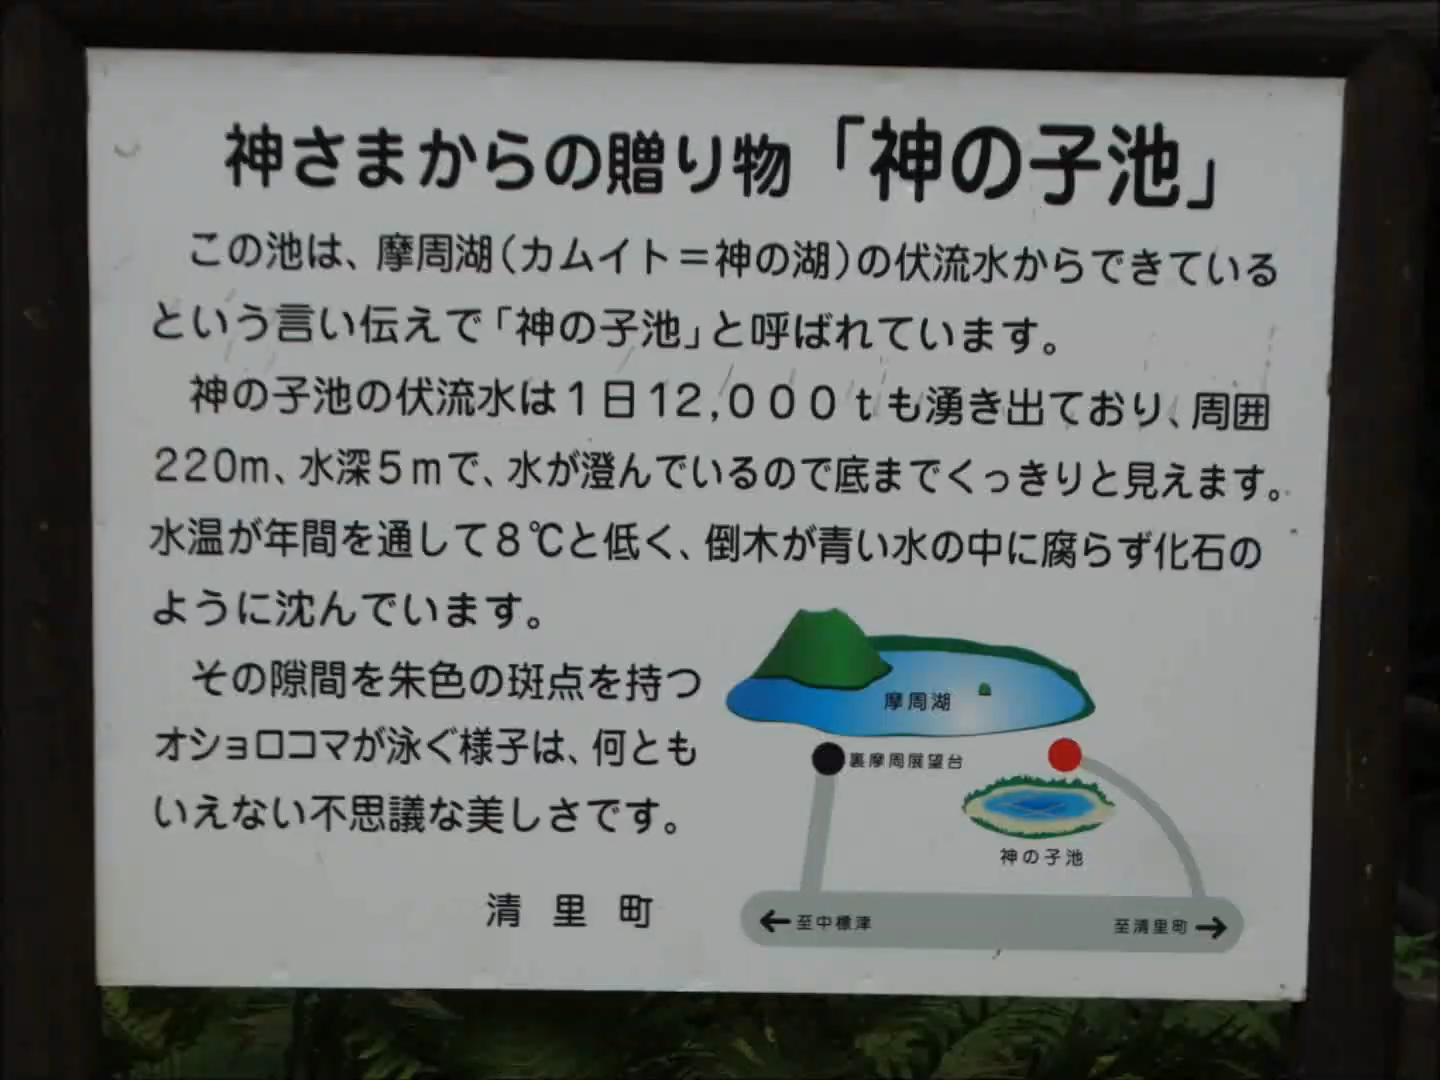 神さまからの贈り物「神の子池」
この池は、摩周湖(カムイト=神の湖)の伏流水からできている
という言い伝えで「神の子池」と呼ばれています。
神の子池の伏流水は1日12,000tも湧き出ており、周囲
220m、水深5mで、水が澄んでいるので底までくっきりと見えます。
水温が年間を通して8℃と低く、倒木が青い水の中に腐らず化石の
ように沈んでいます。
その隙間を朱色の斑点を持つ
オショロコマが泳ぐ様子は、何とも
いえない不思議な美しさです。
清里町
摩周湖
裏摩周展望台
神の子池
←至中標津
至清里町→